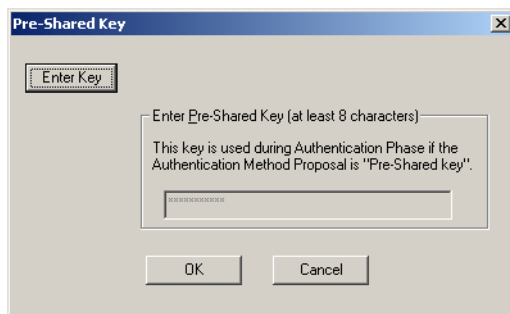 Pre-Shared Key
Enter Key
Enter Pre-Shared Key (at least 8 characters)
This key is used during Authentication Phase if the
Authentication Method Proposal is "Pre-Shared key".
***********
OK
Cancel